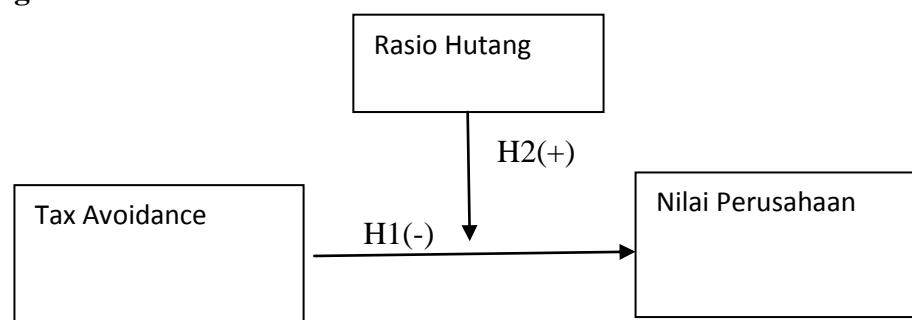 g
Rasio Hutang
H2(+)
Tax Avoidance
Nilai Perusahaan
H1(-)